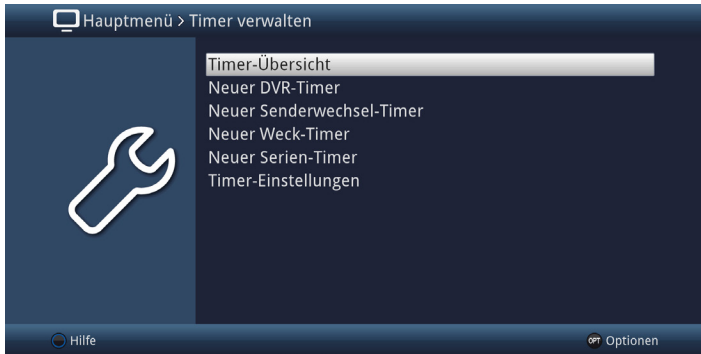 Hauptmenü > Timer verwalten
Timer-Übersicht
Neuer DVR-Timer
Neuer Senderwechsel-Timer
Neuer Weck-Timer
Neuer Serien-Timer
Timer-Einstellungen
Hilfe OPT Optionen